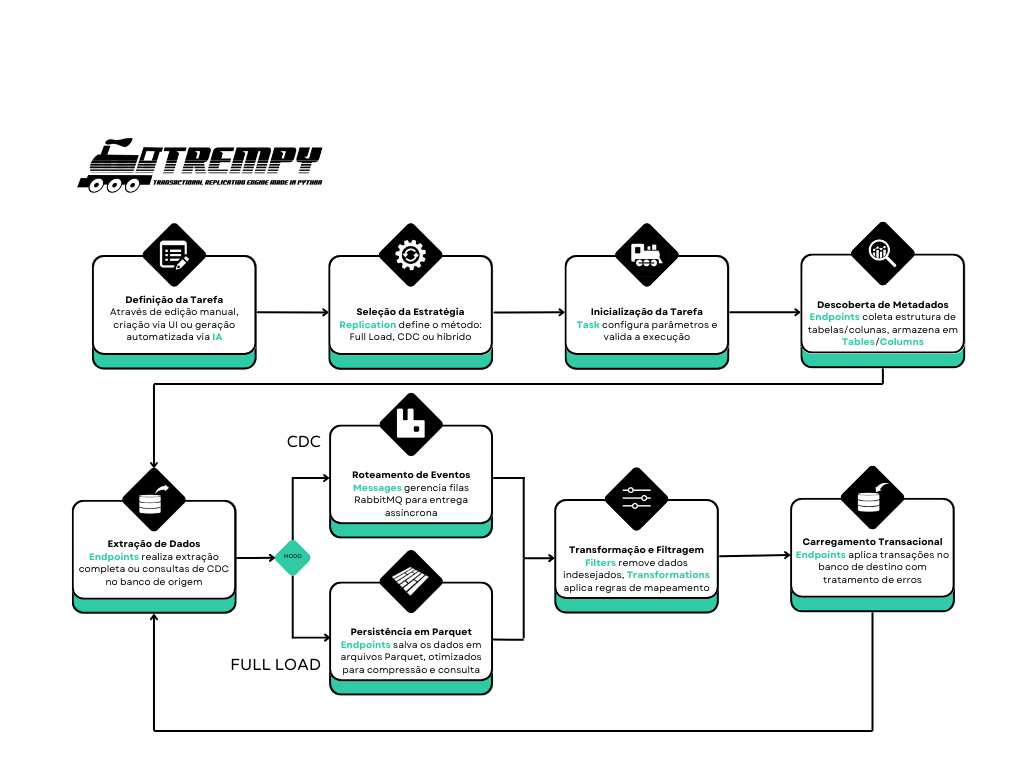 TREMPY
TRANSACTIONAL REPLICATION ENGINE MADE IN PYTHON
Definição da Tarefa
Através de edição manual,
criação via UI ou geração
automatizada via IA
Seleção da Estratégia
Replication define o método:
Full Load, CDC ou híbrido
Inicialização da Tarefa
Task configura parâmetros e
valida a execução
Descoberta de Metadados
Endpoints coleta estrutura de
tabelas/colunas, armazena em
Tables/Columns
Extração de Dados
Endpoints realiza extração
completa ou consultas de CDC
no banco de origem
MODO
CDC
Roteamento de Eventos
Messages gerencia filas
RabbitMQ para entrega
assíncrona
FULL LOAD
Persistência em Parquet
Endpoints salva os dados em
arquivos Parquet, otimizados
para compressão e consulta
Transformação e Filtragem
Filters remove dados
indesejados, Transformations
aplica regras de mapeamento
Carregamento Transacional
Endpoints aplica transações no
banco de destino com
tratamento de erros